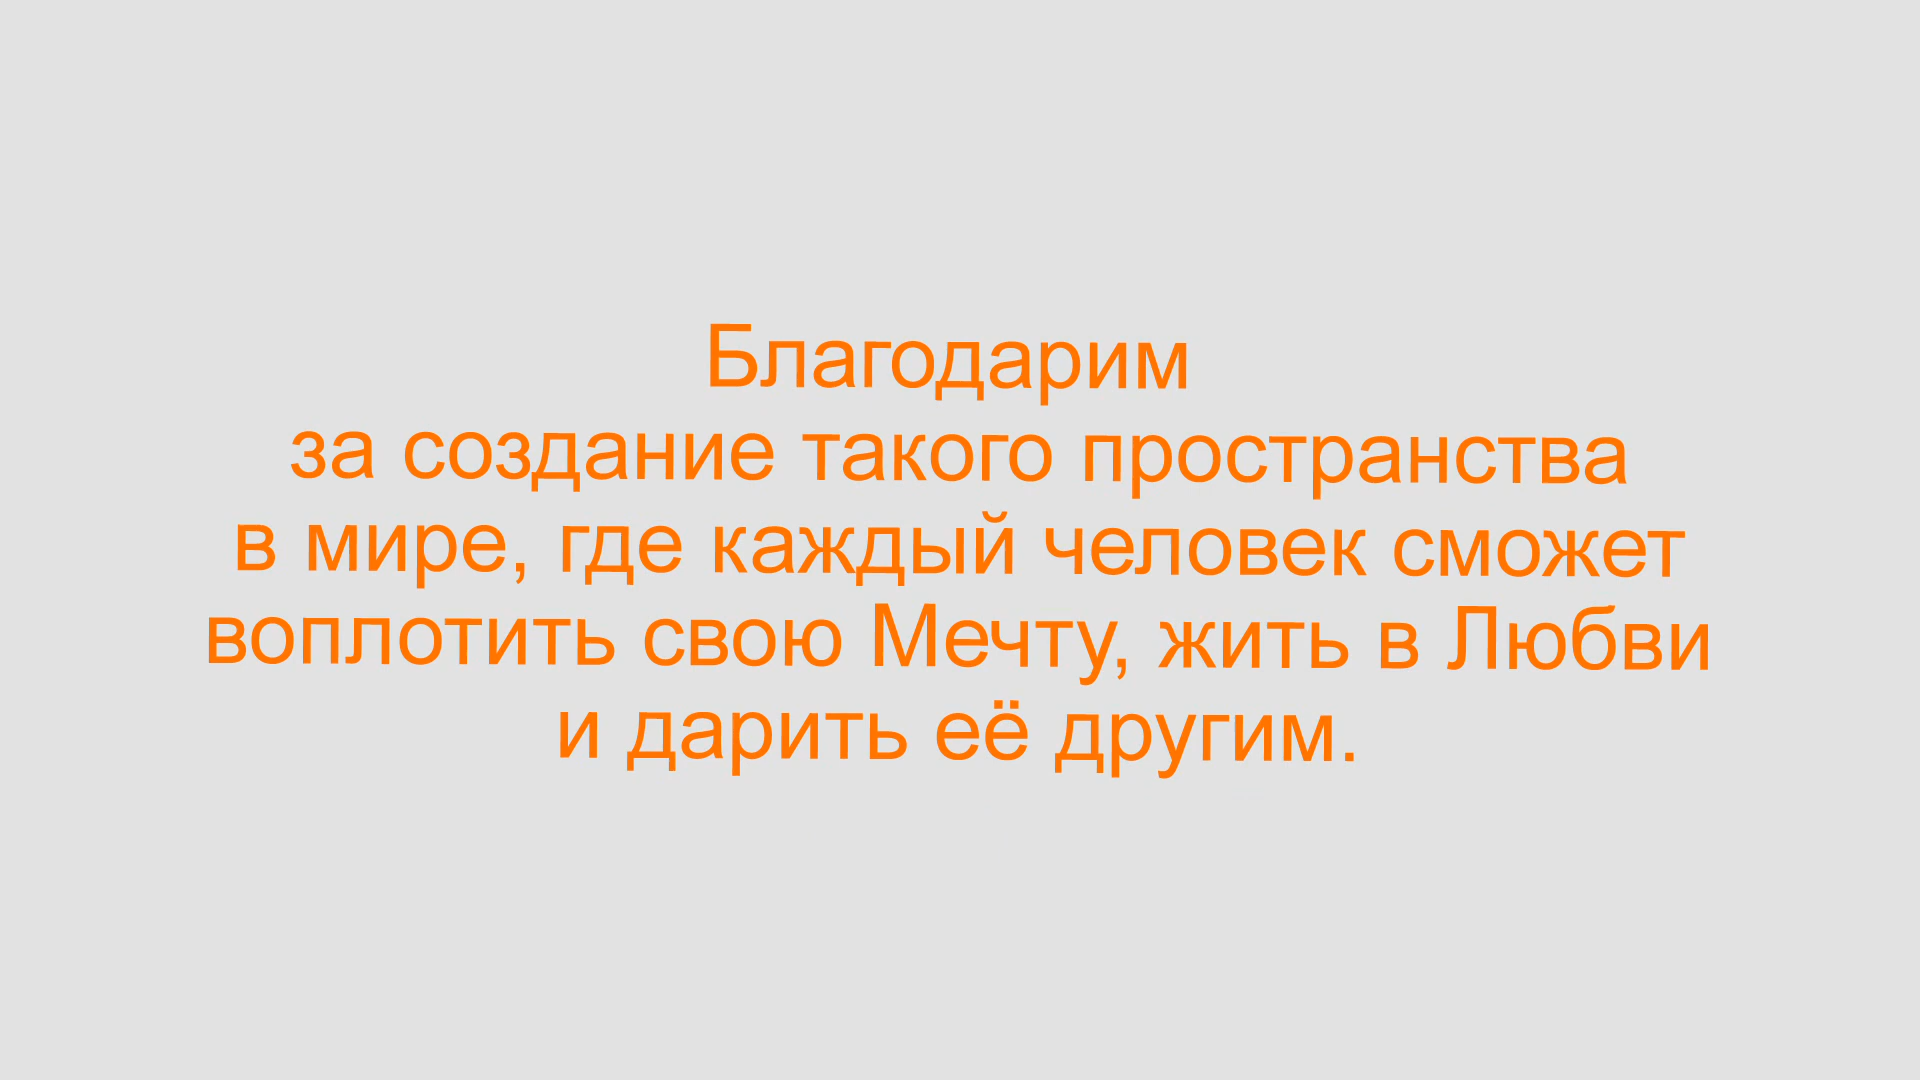 Благодарим
за создание такого пространства
в мире, где каждый человек сможет
воплотить свою Мечту, жить в Любви
и дарить её другим.